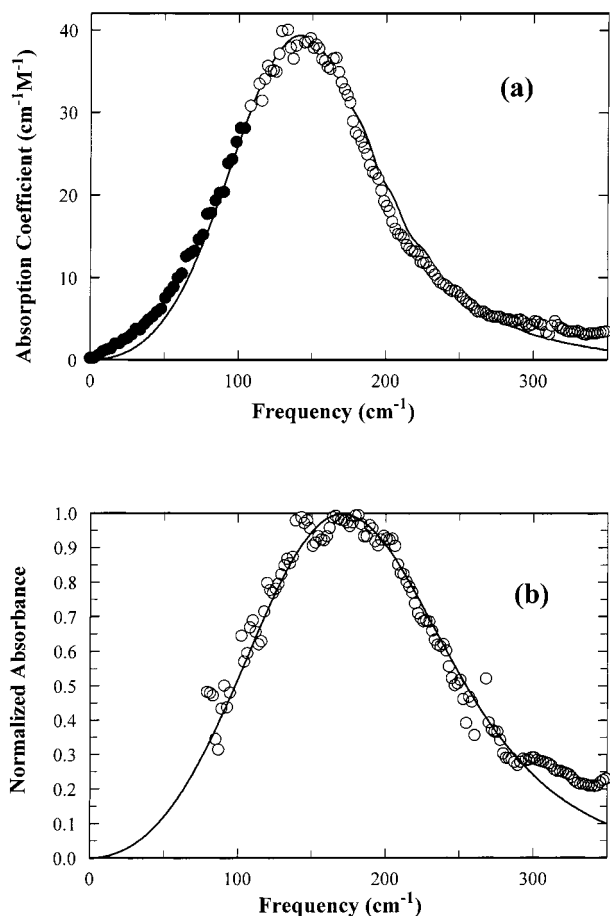 40
30
20
10
0
(a)
Absorption Coefficient (cm⁻¹M⁻¹)
0 100 200 300
Frequency (cm⁻¹)
1.0
0.9
0.8
0.7
0.6
0.5
0.4
0.3
0.2
0.1
0.0
(b)
Normalized Absorbance
0 100 200 300
Frequency (cm⁻¹)